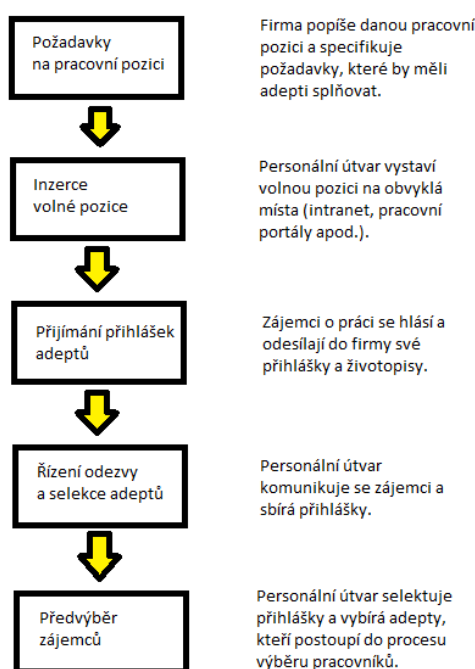 Požadavky
na pracovní pozici
Firma popíše danou pracovní
pozici a specifikuje
požadavky, které by měli
adepti splňovat.
Inzerce
volné pozice
Personální útvar vystaví
volnou pozici na obvyklá
místa (intranet, pracovní
portály apod.).
Přijímání přihlášek
adeptů
Zájemci o práci se hlásí a
odesílají do firmy své
přihlášky a životopisy.
Řízení odezvy
a selekce adeptů
Personální útvar
komunikuje se zájemci a
sbírá přihlášky.
Předvýběr
zájemců
Personální útvar selektuje
přihlášky a vybírá adepty,
kteří postoupí do procesu
výběru pracovníků.